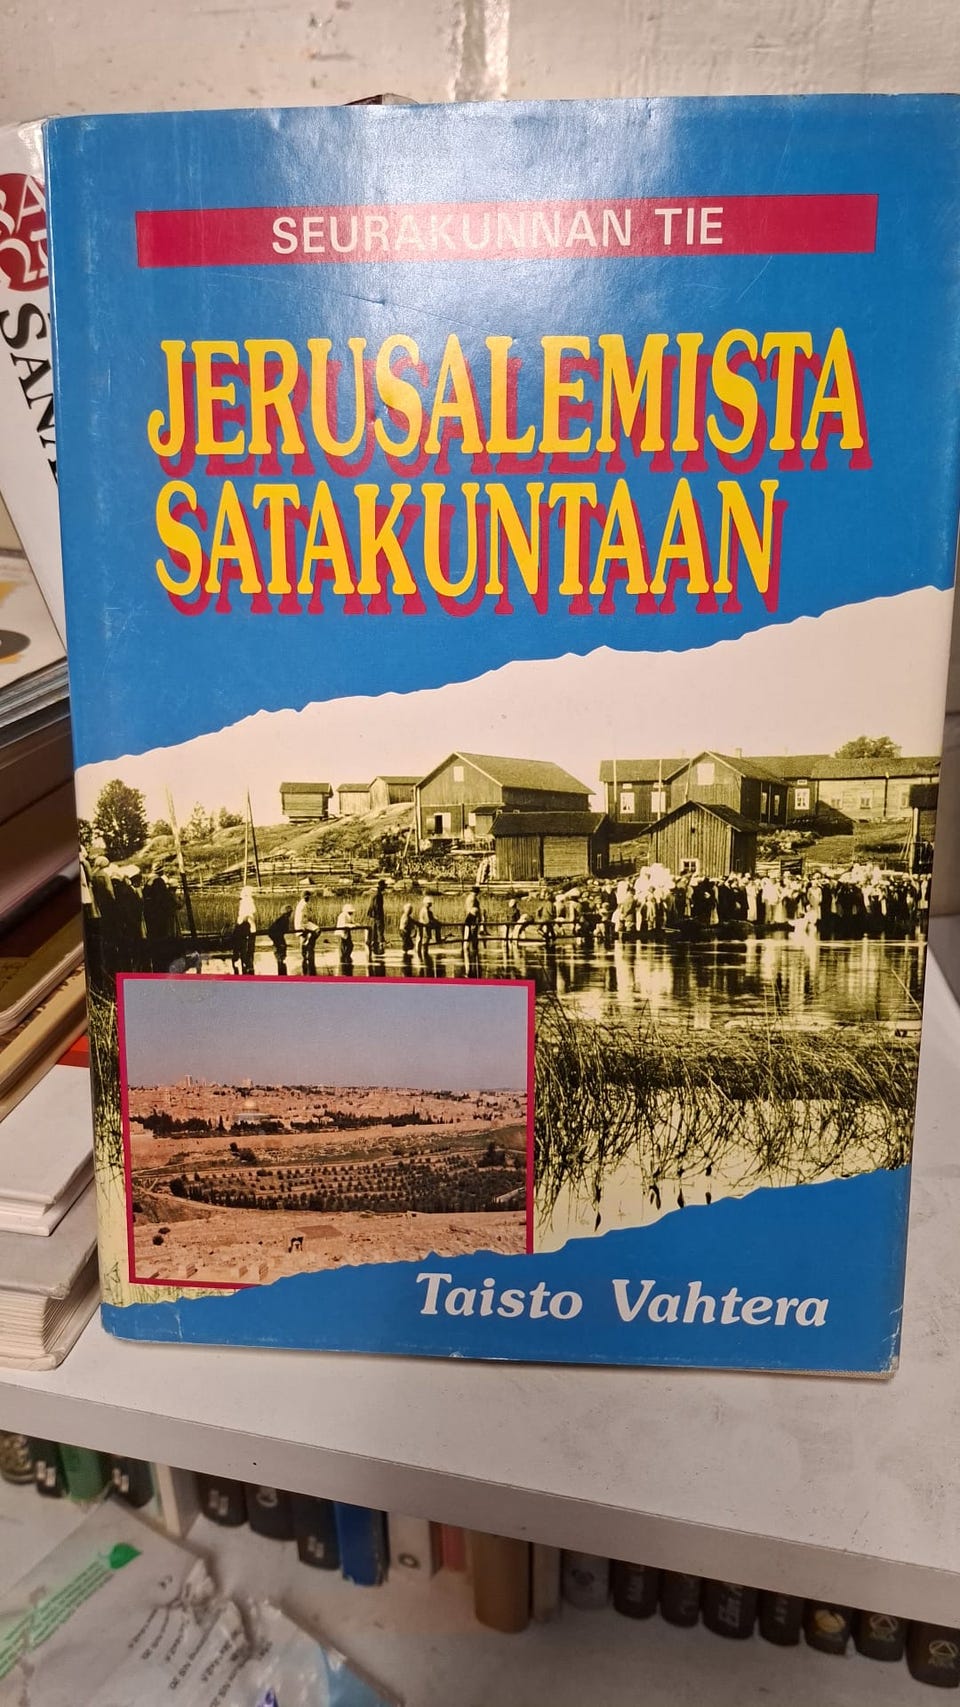 SEURAKUNNAN TIE
JERUSALEMISTA
SATAKUNTAAN
Taisto Vahtera